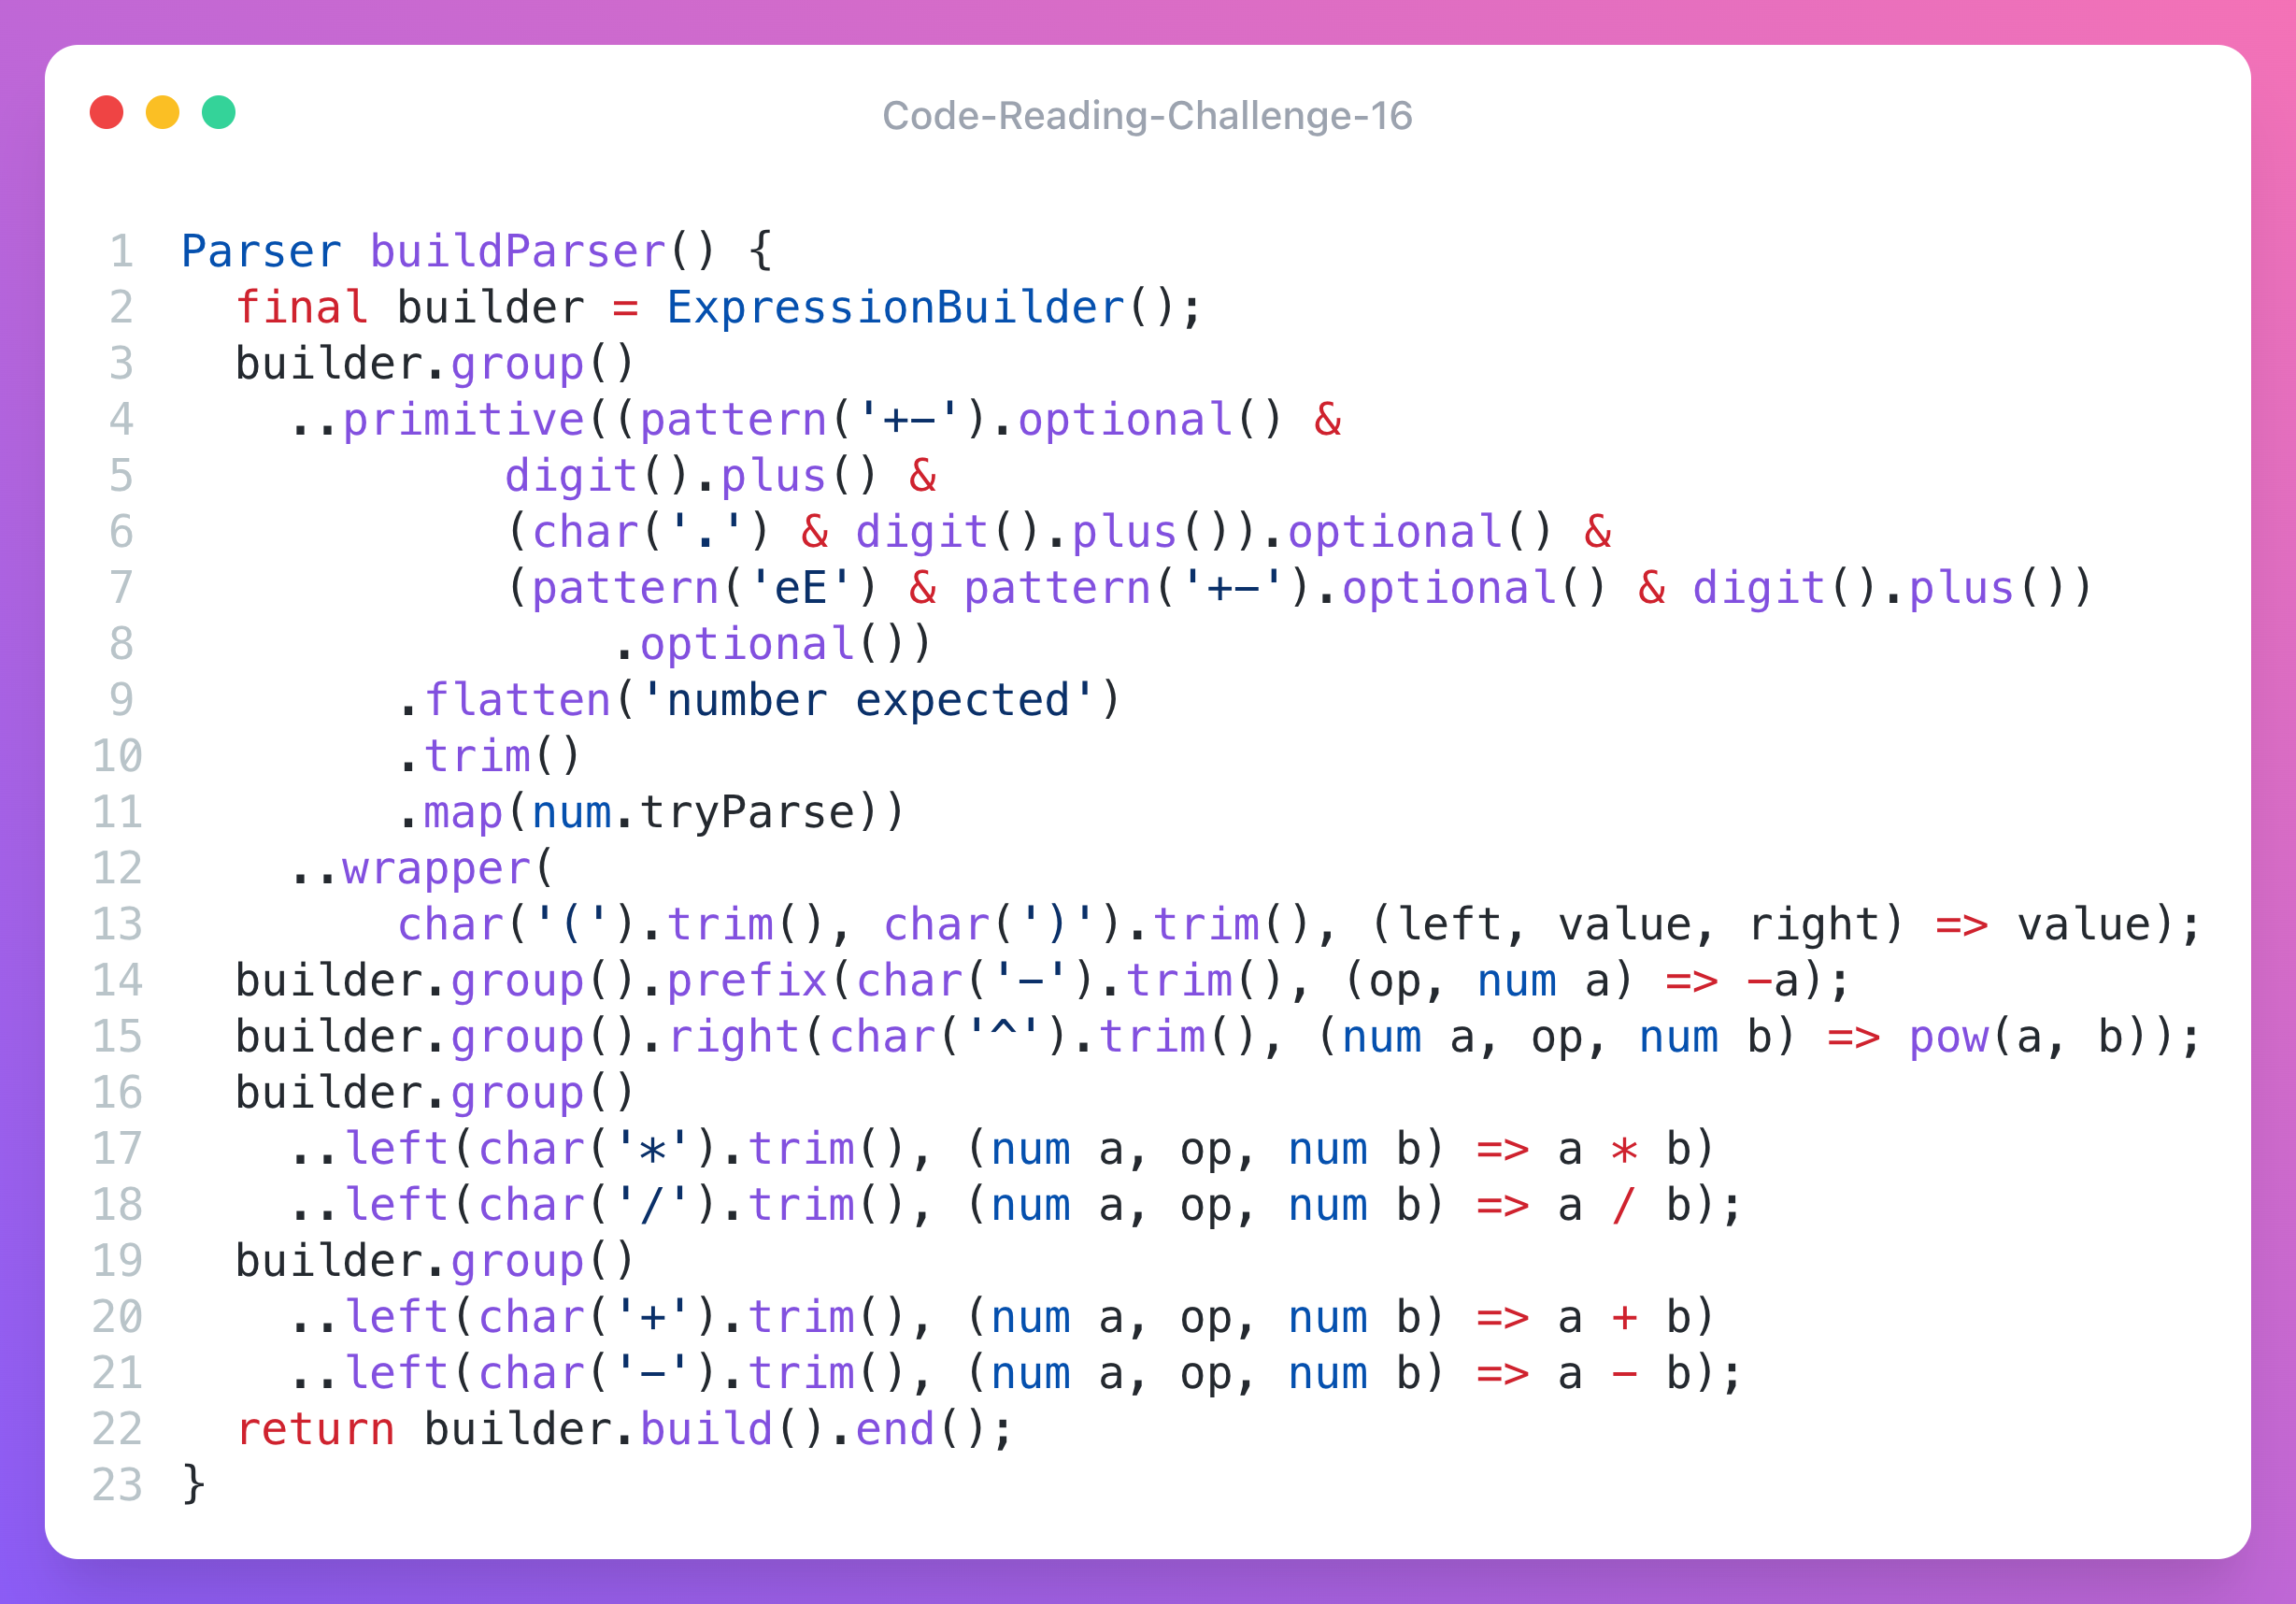 Code-Reading-Challenge-16
1 Parser buildParser() {
2   final builder = ExpressionBuilder();
3   builder.group()
4     ..primitive((pattern('+-').optional() &
5             digit().plus() &
6             (char('.') & digit().plus()).optional() &
7             (pattern('eE') & pattern('+-').optional() & digit().plus())
8                 .optional())
9         .flatten('number expected')
10         .trim()
11         .map(num.tryParse))
12     ..wrapper(
13         char('(').trim(), char(')').trim(), (left, value, right) => value);
14   builder.group().prefix(char('-').trim(), (op, num a) => -a);
15   builder.group().right(char('^').trim(), (num a, op, num b) => pow(a, b));
16   builder.group()
17     ..left(char('*').trim(), (num a, op, num b) => a * b)
18     ..left(char('/').trim(), (num a, op, num b) => a / b);
19   builder.group()
20     ..left(char('+').trim(), (num a, op, num b) => a + b)
21     ..left(char('-').trim(), (num a, op, num b) => a - b);
22   return builder.build().end();
23 }